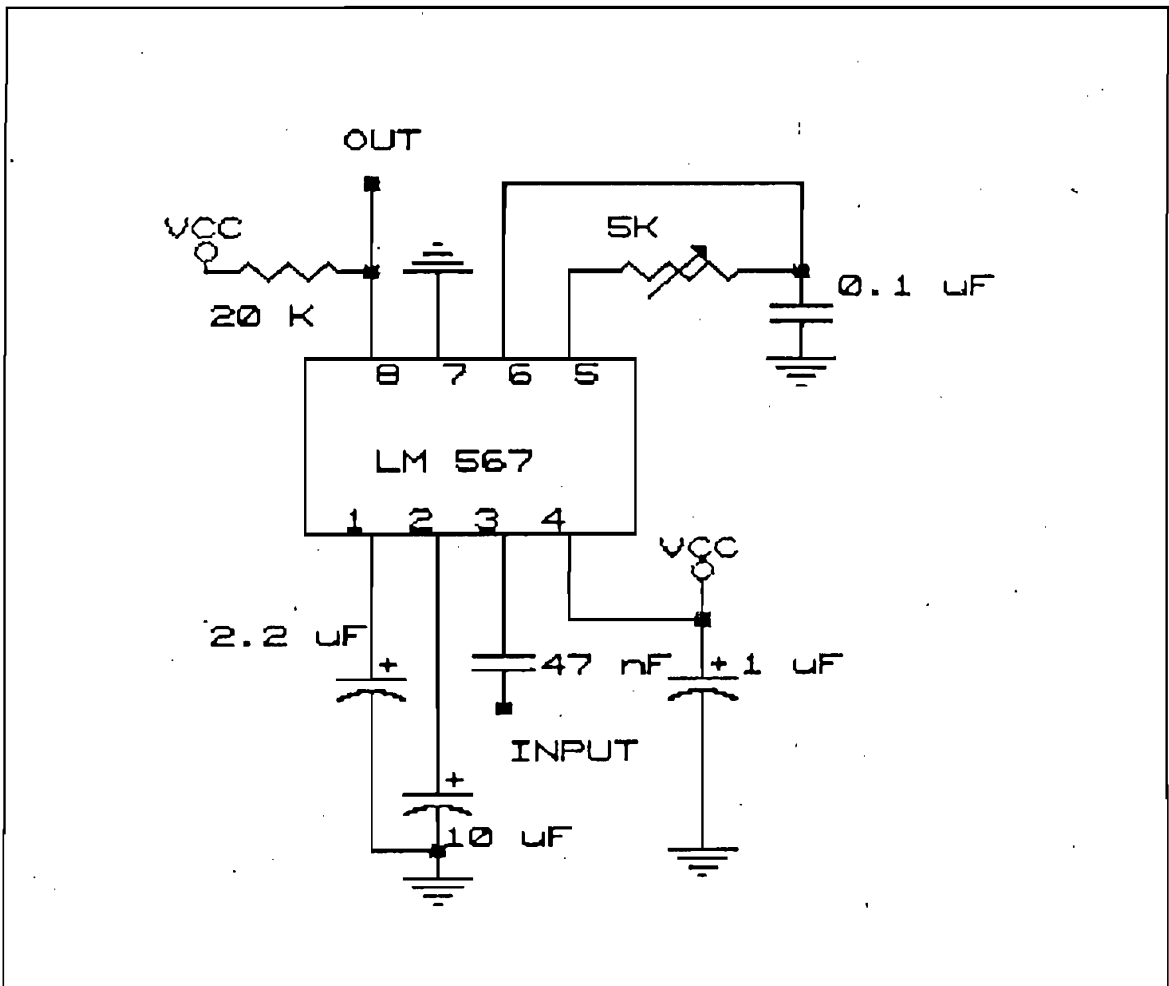 OUT
VCC
5K
20 K
0.1 uF
8 7 6 5
LM 567
1 2 3 4
VCC
2.2 uF
+
47 nF
+ 1 uF
INPUT
+
10 uF